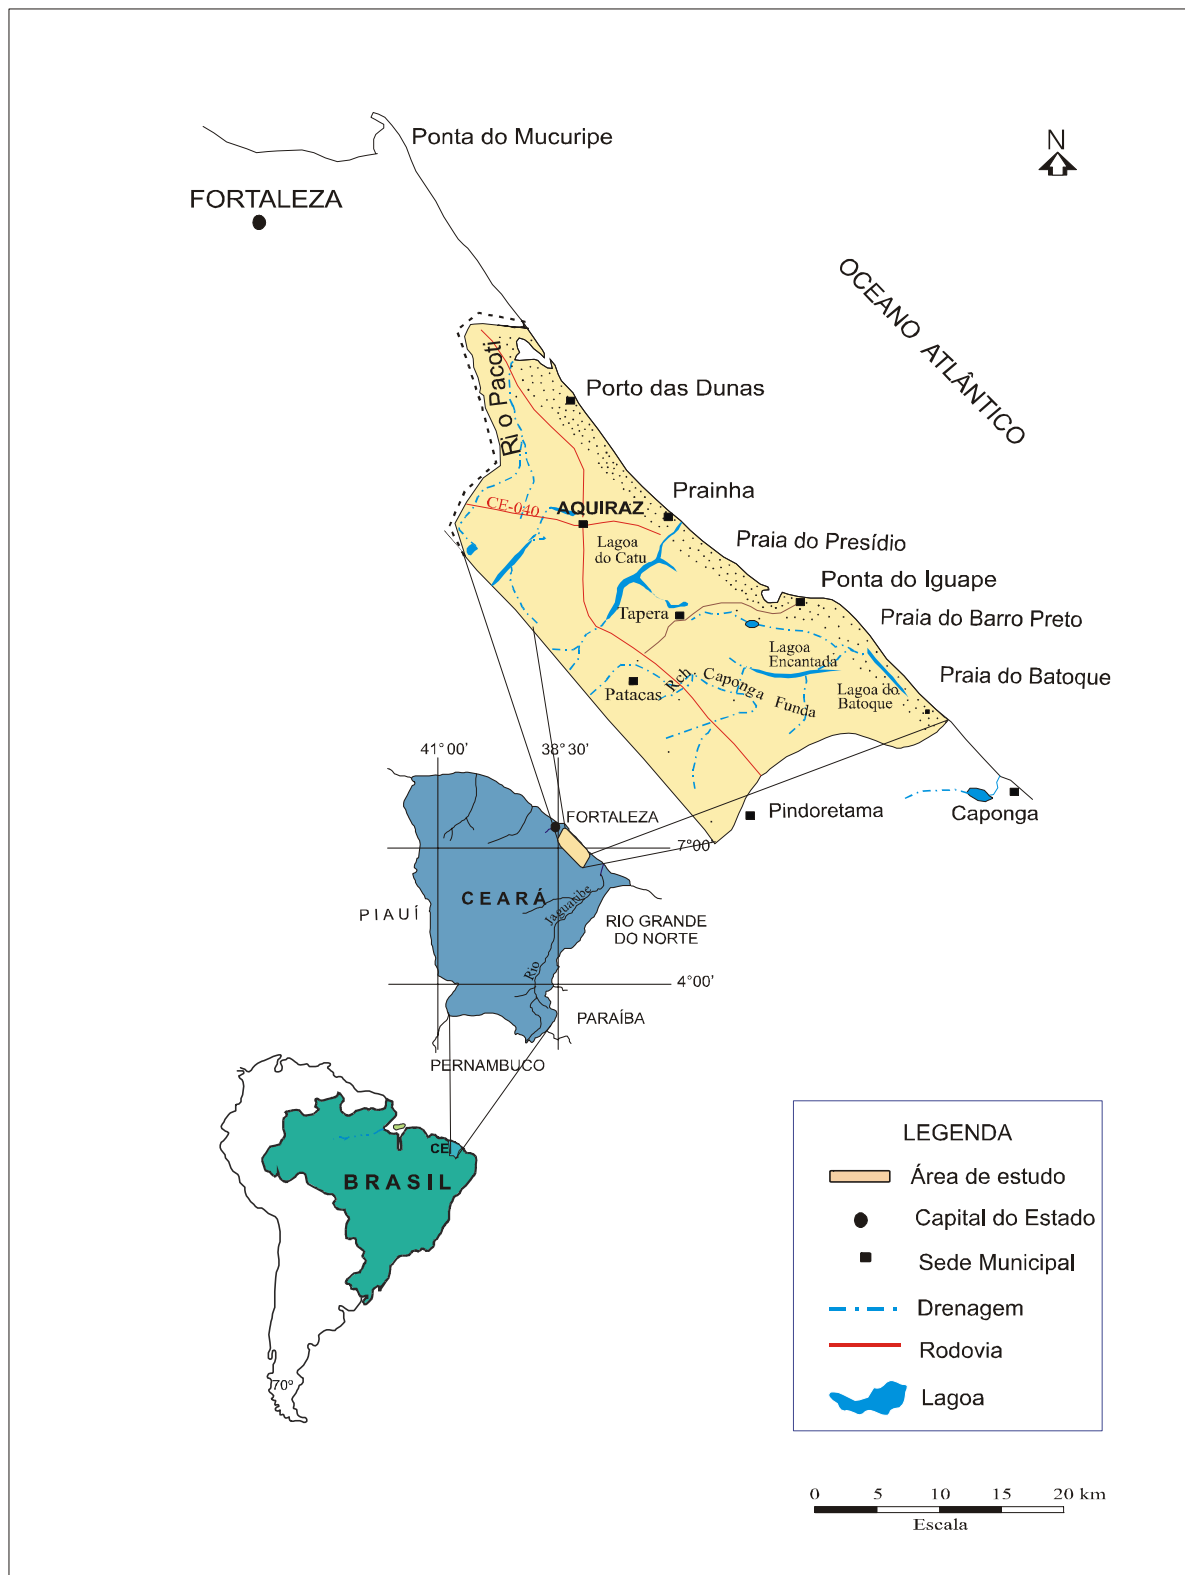 Ponta do Mucuripe
N
FORTALEZA
OCEANO ATLÂNTICO
Rio Pacoti
Porto das Dunas
Prainha
CE-040
AQUIRAZ
Lagoa
do Catu
Praia do Presídio
Ponta do Iguape
Tapera
Praia do Barro Preto
Lagoa
Encantada
Praia do Batoque
Patacas
Rch Caponga Funda
Lagoa do
Batoque
41° 00'
38° 30'
Pindoretama
Caponga
FORTALEZA
7° 00'
CEARÁ
PIAUÍ
Rio Jaguaribe
RIO GRANDE
DO NORTE
4° 00'
PARAÍBA
PERNAMBUCO
CE
BRASIL
70°
LEGENDA
Área de estudo
Capital do Estado
Sede Municipal
Drenagem
Rodovia
Lagoa
0 5 10 15 20 km
Escala